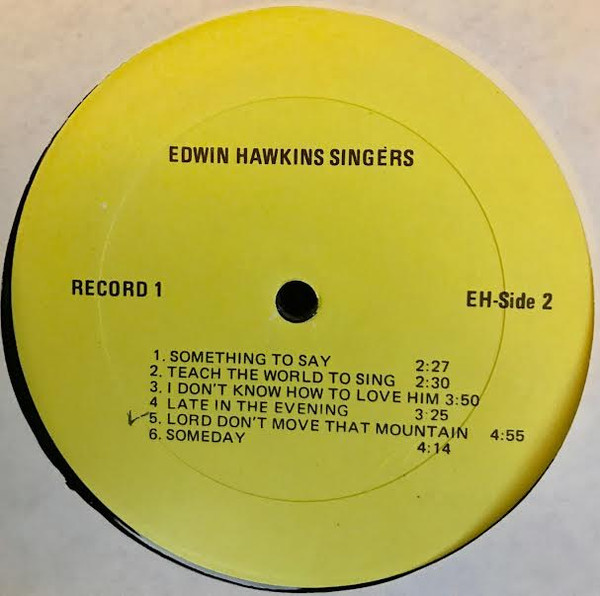 EDWIN HAWKINS SINGERS
RECORD 1
EH-Side 2
1. SOMETHING TO SAY 2:27
2. TEACH THE WORLD TO SING 2:30
3. I DON'T KNOW HOW TO LOVE HIM 3:50
4 LATE IN THE EVENING 3 25
5. LORD DON'T MOVE THAT MOUNTAIN 4:55
6. SOMEDAY 4:14